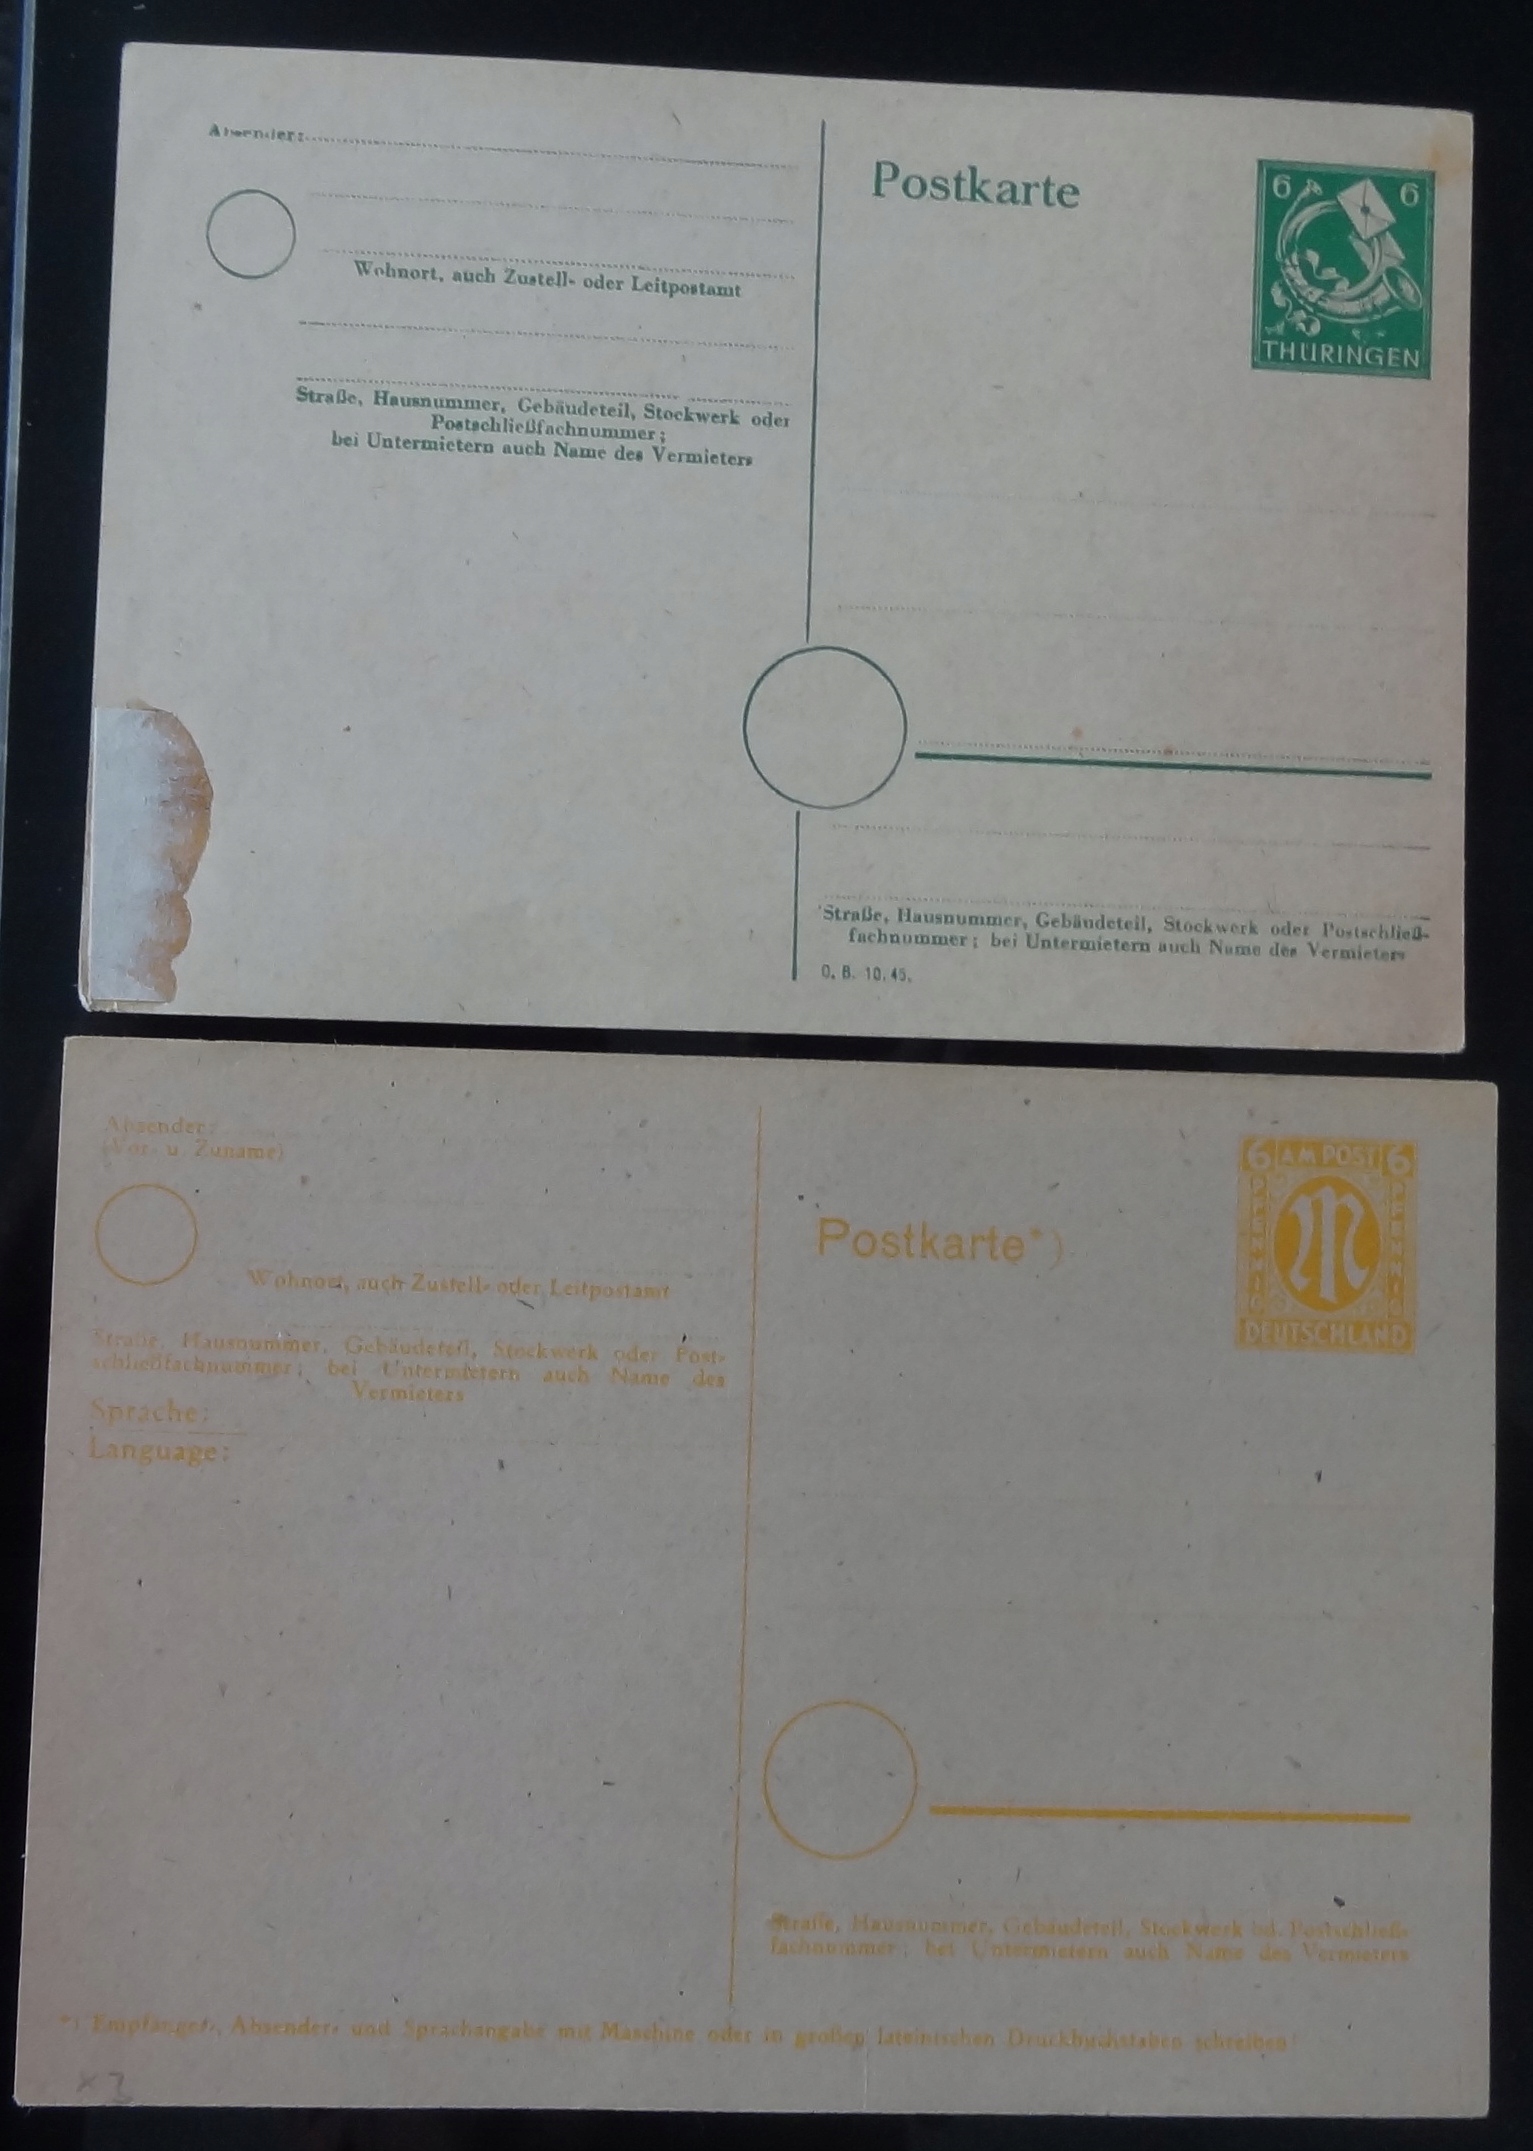 Absender:
Wohnort, auch Zustell- oder Leitpostamt
Straße, Hausnummer, Gebäudeteil, Stockwerk oder
Postschließfachnummer;
bei Untermietern auch Name des Vermieters
Postkarte
6 6
THÜRINGEN
Straße, Hausnummer, Gebäudeteil, Stockwerk oder Postschließ-
fachnummer; bei Untermietern auch Name des Vermieters
O. B. 10. 45.
Absender:
(Vor- u. Zuname)
Wohnort, auch Zustell- oder Leitpostamt
Straße, Hausnummer, Gebäudeteil, Stockwerk oder Post-
schließfachnummer; bei Untermietern auch Name des
Vermieters
Sprache:
Language:
Postkarte*)
6 AM POST 6
PFENNIG
M
PFENNIG
DEUTSCHLAND
Straße, Hausnummer, Gebäudeteil, Stockwerk od. Postschließ-
fachnummer; bei Untermietern auch Name des Vermieters
*) Empfänger-, Absender- und Sprachangabe mit Maschine oder in großen lateinischen Druckbuchstaben schreiben!
x3